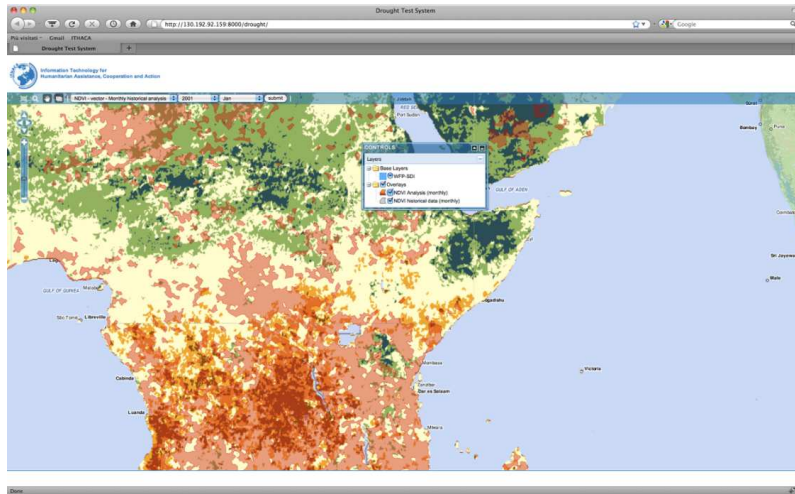 Drought Test System
http://130.192.92.159:8000/drought/
Google
Più visitati Gmail ITHACA
Drought Test System
Information Technology for
Humanitarian Assistance, Cooperation and Action
NDVI - vector - Monthly historical analysis 2001 Jan submit
Port Sudan
CONTROLS
Layers
Base Layers
WFP-SDI
Overlays
NDVI Analysis (monthly)
NDVI historical data (monthly)
Bombay
GULF OF ADEN
GULF OF GUINEA
Libreville
Male
Mombasa
Victoria
Cabinda
Dar es Salaam
Luanda
Done